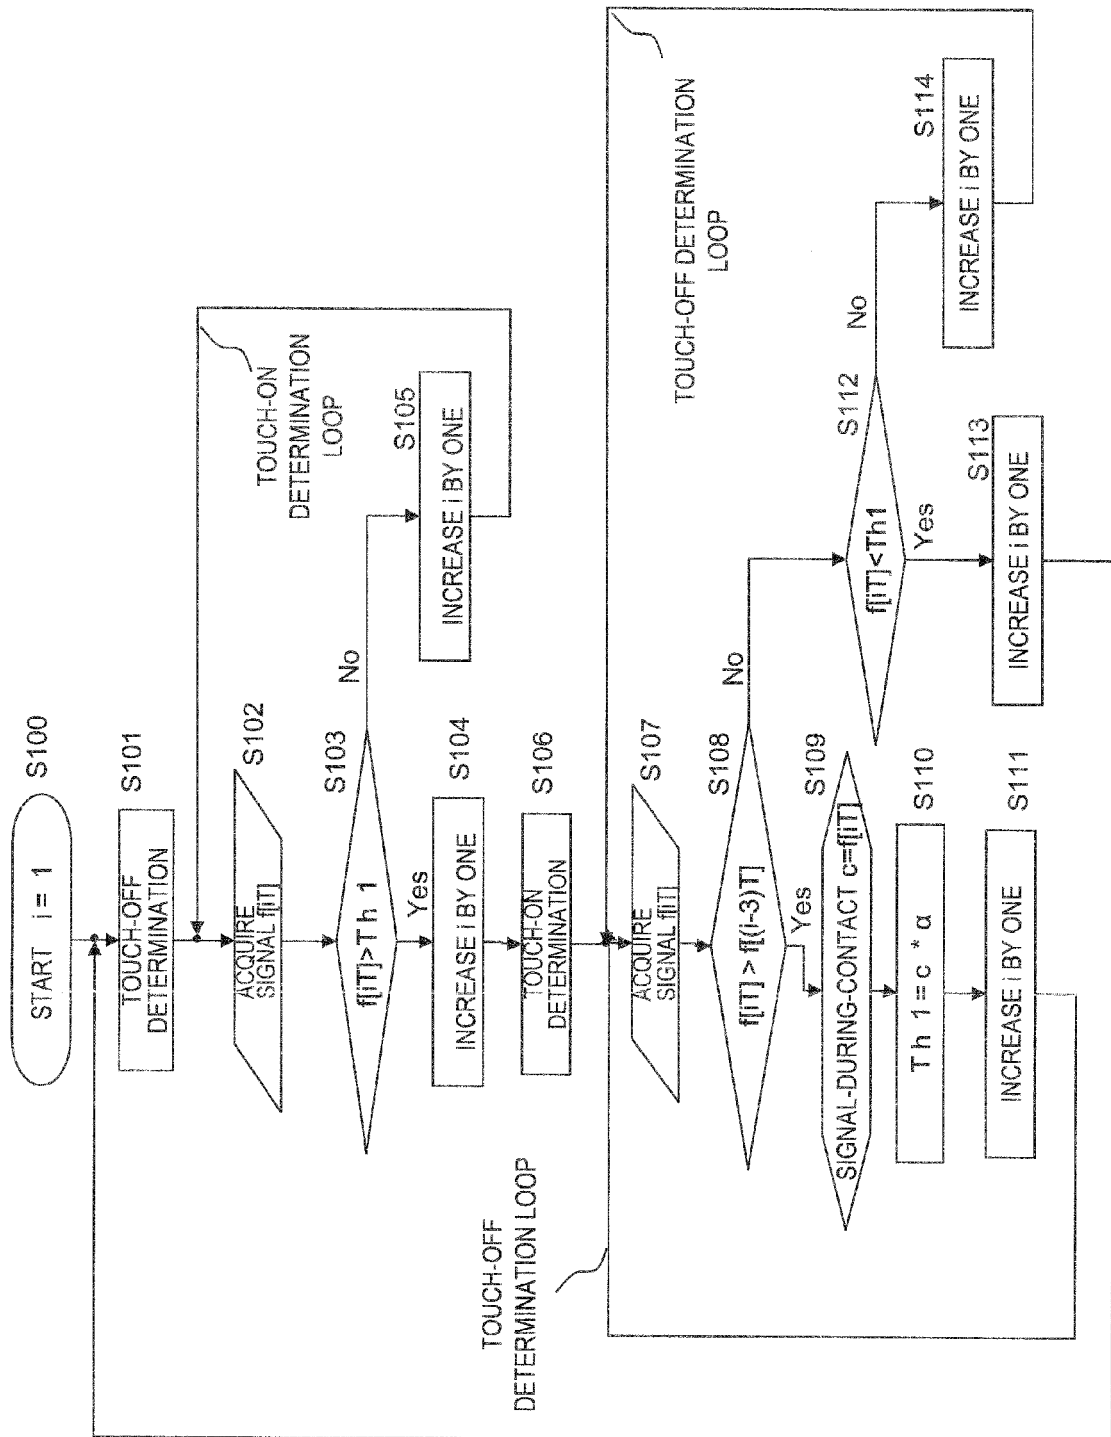 START i = 1
S100
TOUCH-OFF
DETERMINATION
S101
ACQUIRE
SIGNAL f[iT]
S102
f[iT]>Th 1
S103
No
Yes
INCREASE i BY ONE
S104
INCREASE i BY ONE
S105
TOUCH-ON
DETERMINATION
LOOP
TOUCH-ON
DETERMINATION
S106
ACQUIRE
SIGNAL f[iT]
S107
f[iT] > f[(i-3)T]
S108
No
Yes
SIGNAL-DURING-CONTACT c=f[iT]
S109
Th 1 = c * α
S110
INCREASE i BY ONE
S111
TOUCH-OFF
DETERMINATION LOOP
f[iT]<Th1
S112
No
Yes
INCREASE i BY ONE
S113
INCREASE i BY ONE
S114
TOUCH-OFF DETERMINATION
LOOP